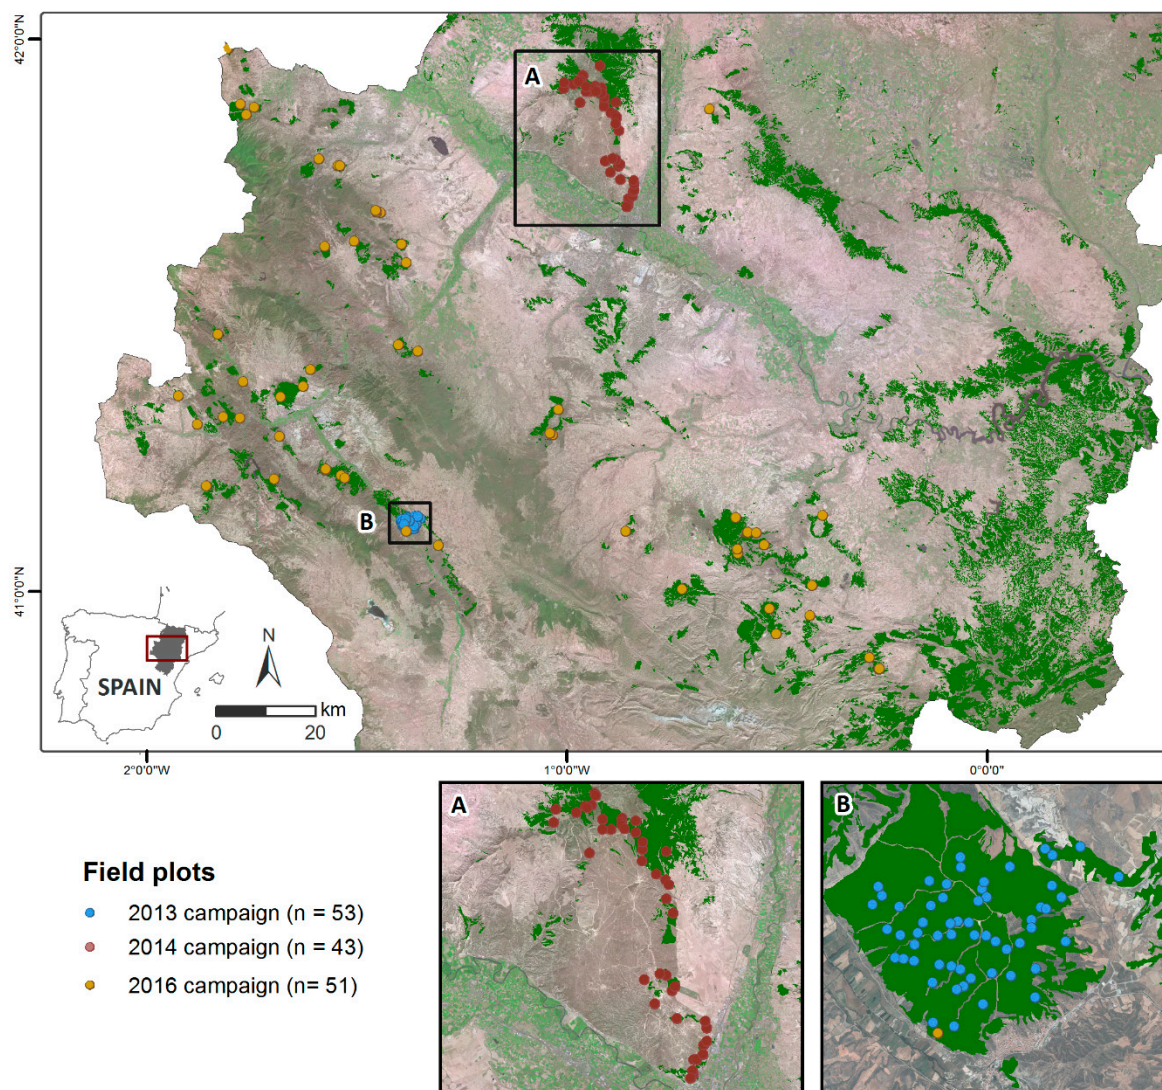 42°0'0"N
A
B
41°0'0"N
N
SPAIN
km
0 20
2°0'0"W 1°0'0"W 0°0'0"
A
B
Field plots
2013 campaign (n = 53)
2014 campaign (n = 43)
2016 campaign (n= 51)